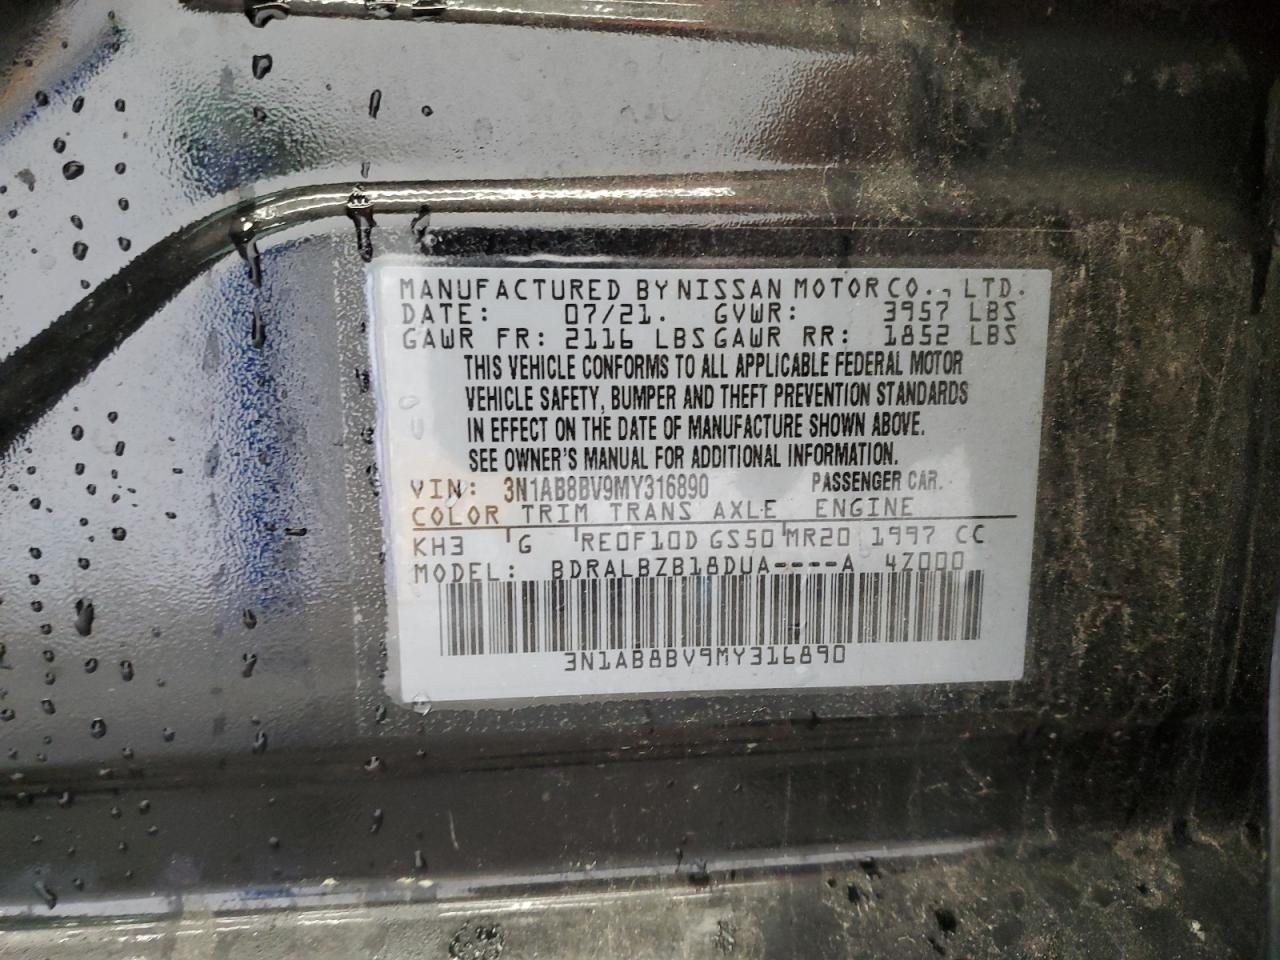 MANUFACTURED BY NISSAN MOTOR CO., LTD.
DATE: 07/21. GVWR: 3957 LBS
GAWR FR: 2116 LBS GAWR RR: 1852 LBS
THIS VEHICLE CONFORMS TO ALL APPLICABLE FEDERAL MOTOR
VEHICLE SAFETY, BUMPER AND THEFT PREVENTION STANDARDS
IN EFFECT ON THE DATE OF MANUFACTURE SHOWN ABOVE.
SEE OWNER'S MANUAL FOR ADDITIONAL INFORMATION.
VIN: 3N1AB8BV9MY316890 PASSENGER CAR.
COLOR TRIM TRANS AXLE ENGINE
KH3 G RE0F10D GS50 MR20 1997 CC
MODEL: BDRALBZB18DUA----A 4Z000
3N1AB8BV9MY316890